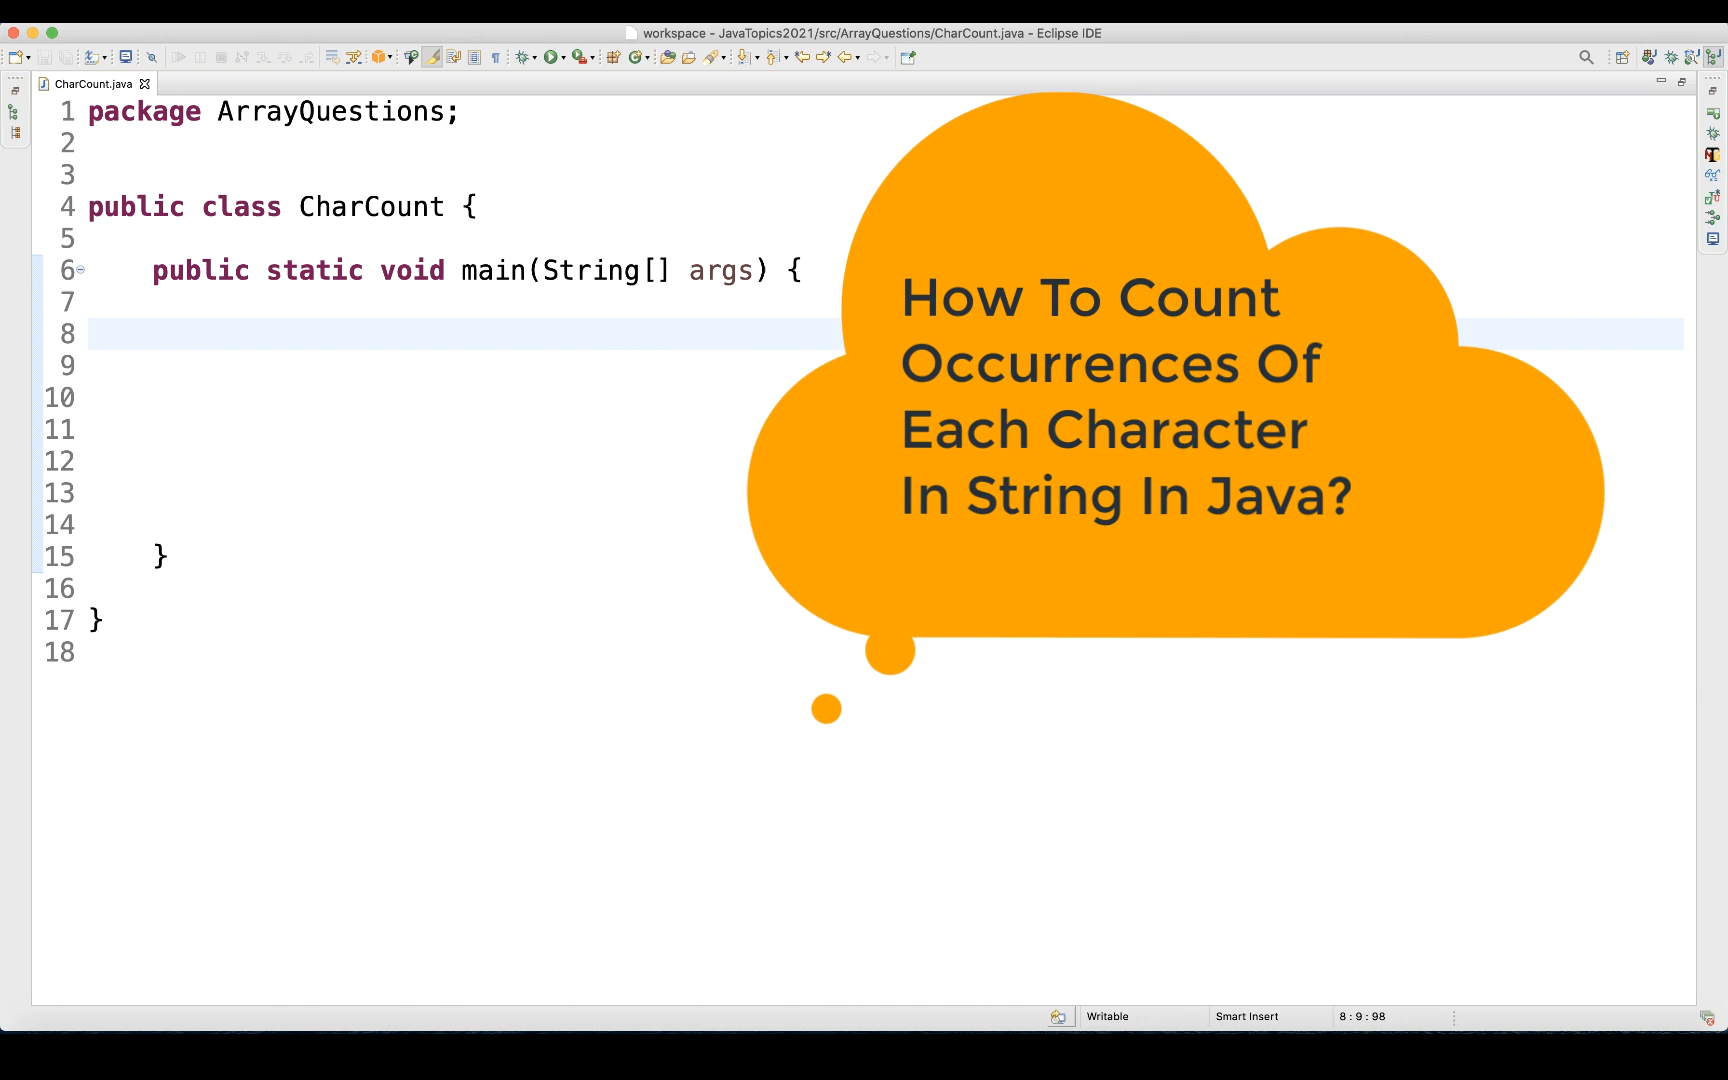 workspace - JavaTopics2021/src/ArrayQuestions/CharCount.java - Eclipse IDE
CharCount.java
1 package ArrayQuestions;
2
3
4 public class CharCount {
5
6 public static void main(String[] args) {
7
8
9
10
11
12
13
14
15 }
16
17 }
18
How To Count
Occurrences Of
Each Character
In String In Java?
Writable
Smart Insert
8 : 9 : 98